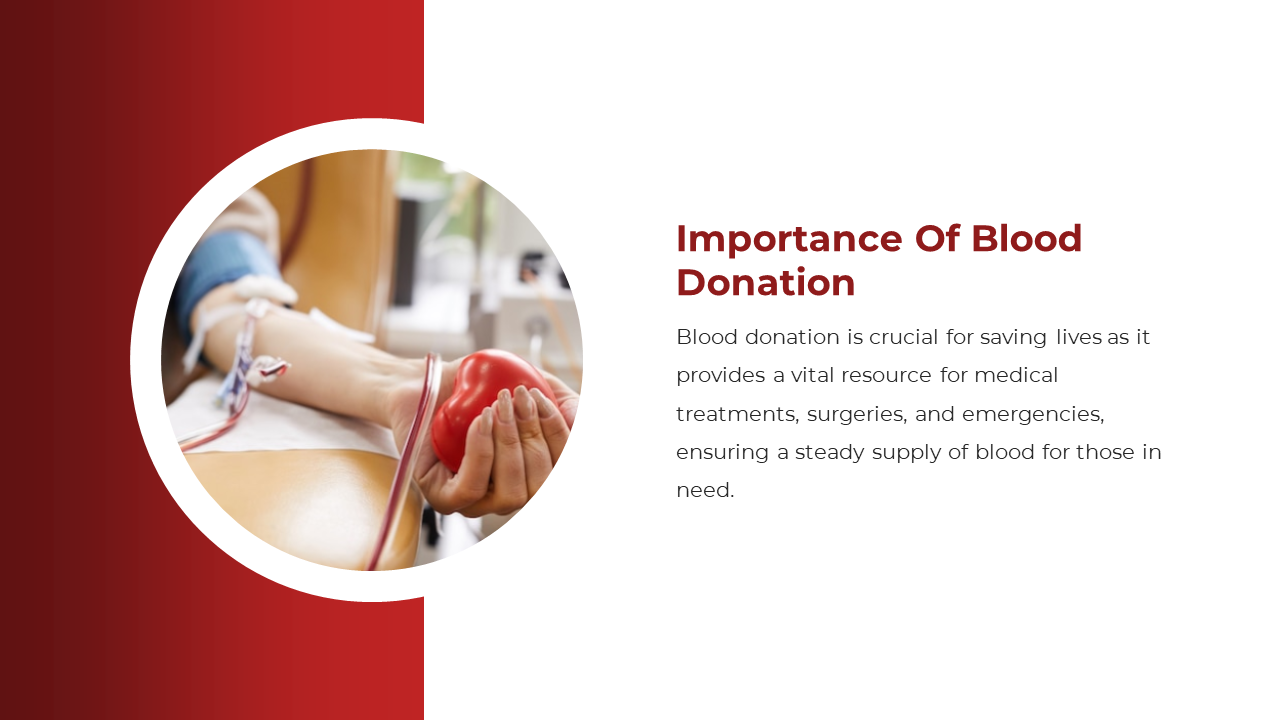 Importance Of Blood
Donation
Blood donation is crucial for saving lives as it
provides a vital resource for medical
treatments, surgeries, and emergencies,
ensuring a steady supply of blood for those in
need.